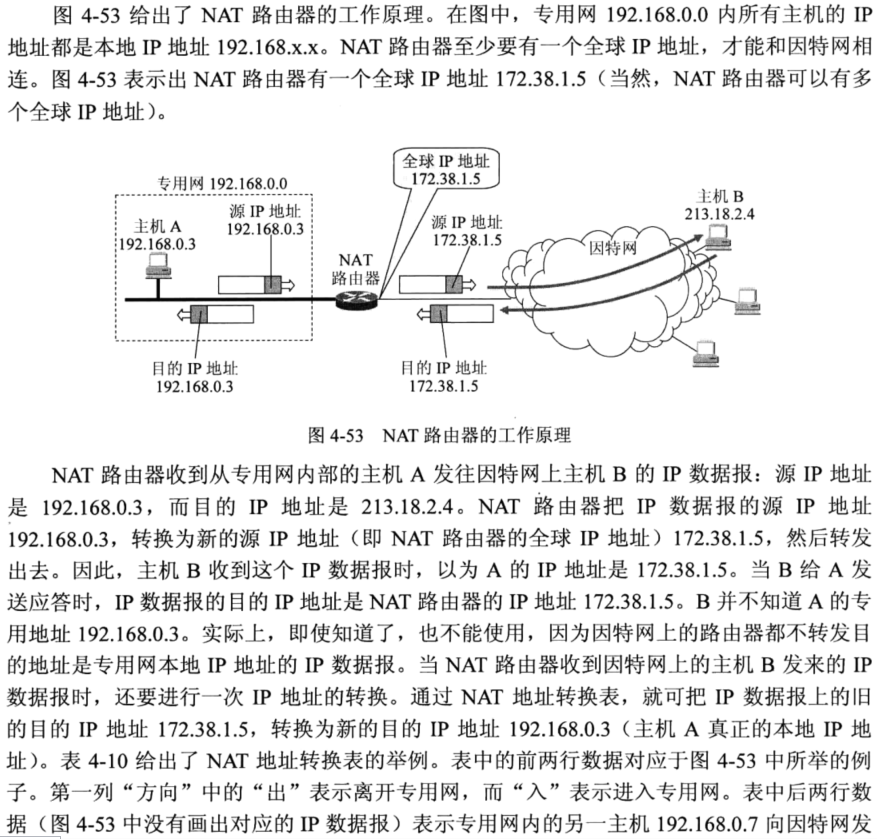 图 4-53 给出了 NAT 路由器的工作原理。在图中，专用网 192.168.0.0 内所有主机的 IP
地址都是本地 IP 地址 192.168.x.x。NAT 路由器至少要有一个全球 IP 地址，才能和因特网相
连。图 4-53 表示出 NAT 路由器有一个全球 IP 地址 172.38.1.5（当然，NAT 路由器可以有多
个全球 IP 地址）。
全球 IP 地址
172.38.1.5
专用网 192.168.0.0
主机 B
213.18.2.4
源 IP 地址
192.168.0.3
主机 A
192.168.0.3
源 IP 地址
172.38.1.5
因特网
NAT
路由器
目的 IP 地址
192.168.0.3
目的 IP 地址
172.38.1.5
图 4-53 NAT 路由器的工作原理
NAT 路由器收到从专用网内部的主机 A 发往因特网上主机 B 的 IP 数据报：源 IP 地址
是 192.168.0.3，而目的 IP 地址是 213.18.2.4。NAT 路由器把 IP 数据报的源 IP 地址
192.168.0.3，转换为新的源 IP 地址（即 NAT 路由器的全球 IP 地址）172.38.1.5，然后转发
出去。因此，主机 B 收到这个 IP 数据报时，以为 A 的 IP 地址是 172.38.1.5。当 B 给 A 发
送应答时，IP 数据报的目的 IP 地址是 NAT 路由器的 IP 地址 172.38.1.5。B 并不知道 A 的专
用地址 192.168.0.3。实际上，即使知道了，也不能使用，因为因特网上的路由器都不转发目
的地址是专用网本地 IP 地址的 IP 数据报。当 NAT 路由器收到因特网上的主机 B 发来的 IP
数据报时，还要进行一次 IP 地址的转换。通过 NAT 地址转换表，就可把 IP 数据报上的旧
的目的 IP 地址 172.38.1.5，转换为新的目的 IP 地址 192.168.0.3（主机 A 真正的本地 IP 地
址）。表 4-10 给出了 NAT 地址转换表的举例。表中的前两行数据对应于图 4-53 中所举的例
子。第一列“方向”中的“出”表示离开专用网，而“入”表示进入专用网。表中后两行数
据（图 4-53 中没有画出对应的 IP 数据报）表示专用网内的另一主机 192.168.0.7 向因特网发